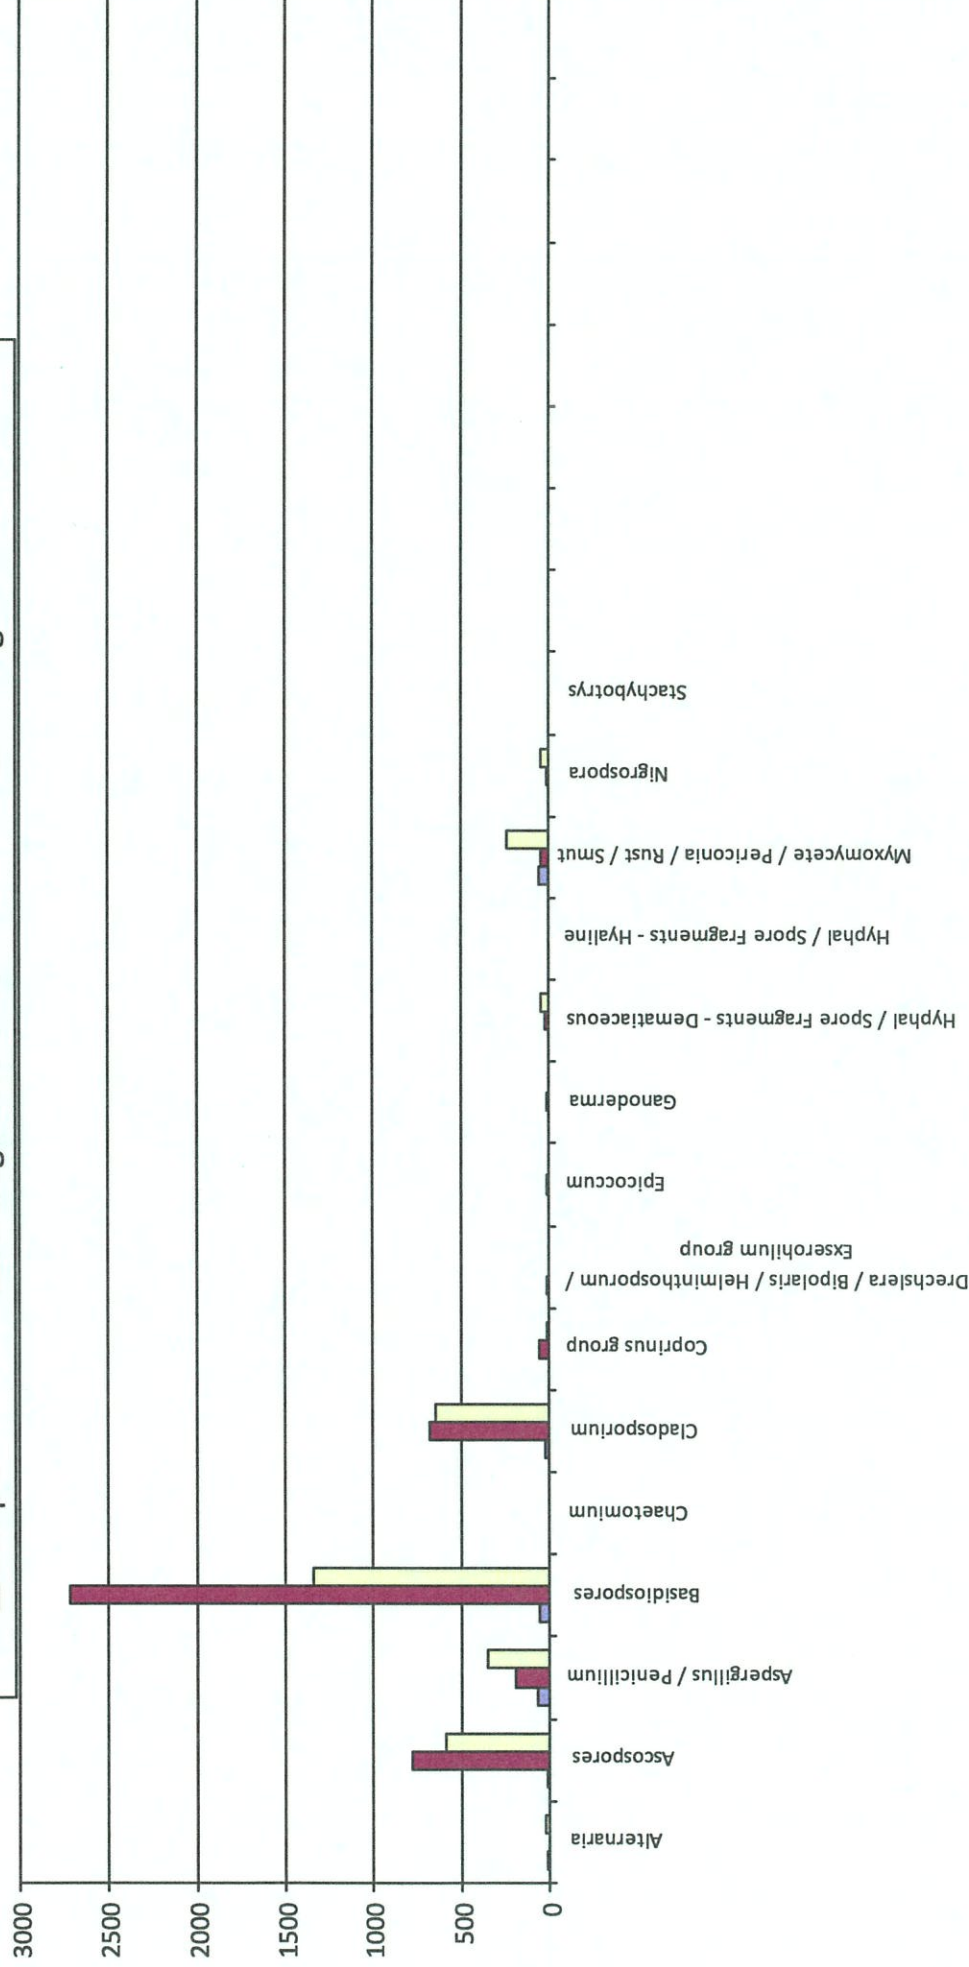 3000
2500
2000
1500
1000
500
0
Alternaria
Ascospores
Aspergillus / Penicillium
Basidiospores
Chaetomium
Cladosporium
Coprinus group
Drechslera / Bipolaris / Helminthosporum /
Exserohilum group
Epicoccum
Ganoderma
Hyphal / Spore Fragments - Dematiaceous
Hyphal / Spore Fragments - Hyaline
Myxomycete / Periconia / Rust / Smut
Nigrospora
Stachybotrys